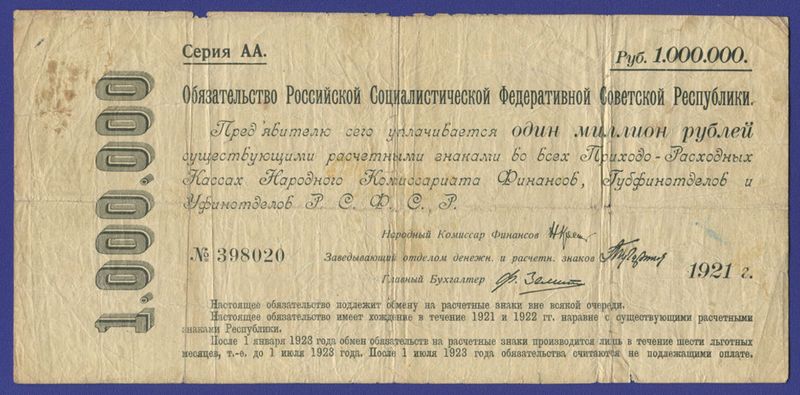 Серия АА.
Руб. 1.000.000.
1.000.000
Обязательство Российской Социалистической Федеративной Советской Республики.
Пред'явителю сего уплачивается один миллион рублей
существующими расчетными знаками во всех Приходо-Расходных
Кассах Народного Комиссариата Финансов, Губфинотделов и
Уфинотделов Р. С. Ф. С. Р.
Народный Комиссар Финансов
№ 398020
Заведывающий отделом денежн. и расчетн. знаков
1921 г.
Главный Бухгалтер
Настоящее обязательство подлежит обмену на расчетные знаки вне всякой очереди.
Настоящее обязательство имеет хождение в течение 1921 и 1922 гг. наравне с существующими расчетными
знаками Республики.
После 1 января 1923 года обмен обязательств на расчетные знаки производится лишь в течение шести льготных
месяцев, т.-е. до 1 июля 1923 года. После 1 июля 1923 года обязательства считаются не подлежащими оплате.